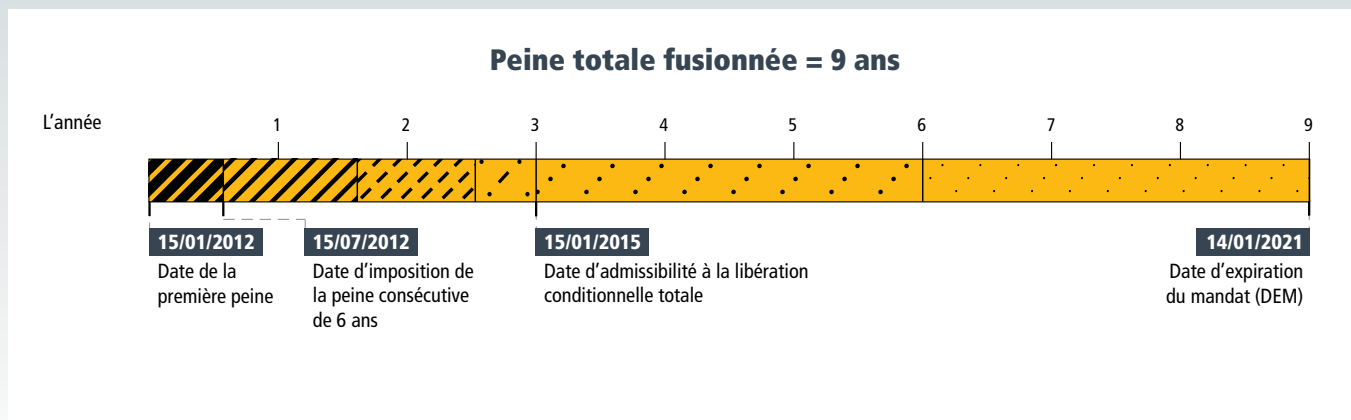 Peine totale fusionnée = 9 ans
L'année 1 2 3 4 5 6 7 8 9
15/01/2012
Date de la
première peine
15/07/2012
Date d'imposition de
la peine consécutive
de 6 ans
15/01/2015
Date d'admissibilité à la libération
conditionnelle totale
14/01/2021
Date d'expiration
du mandat (DEM)